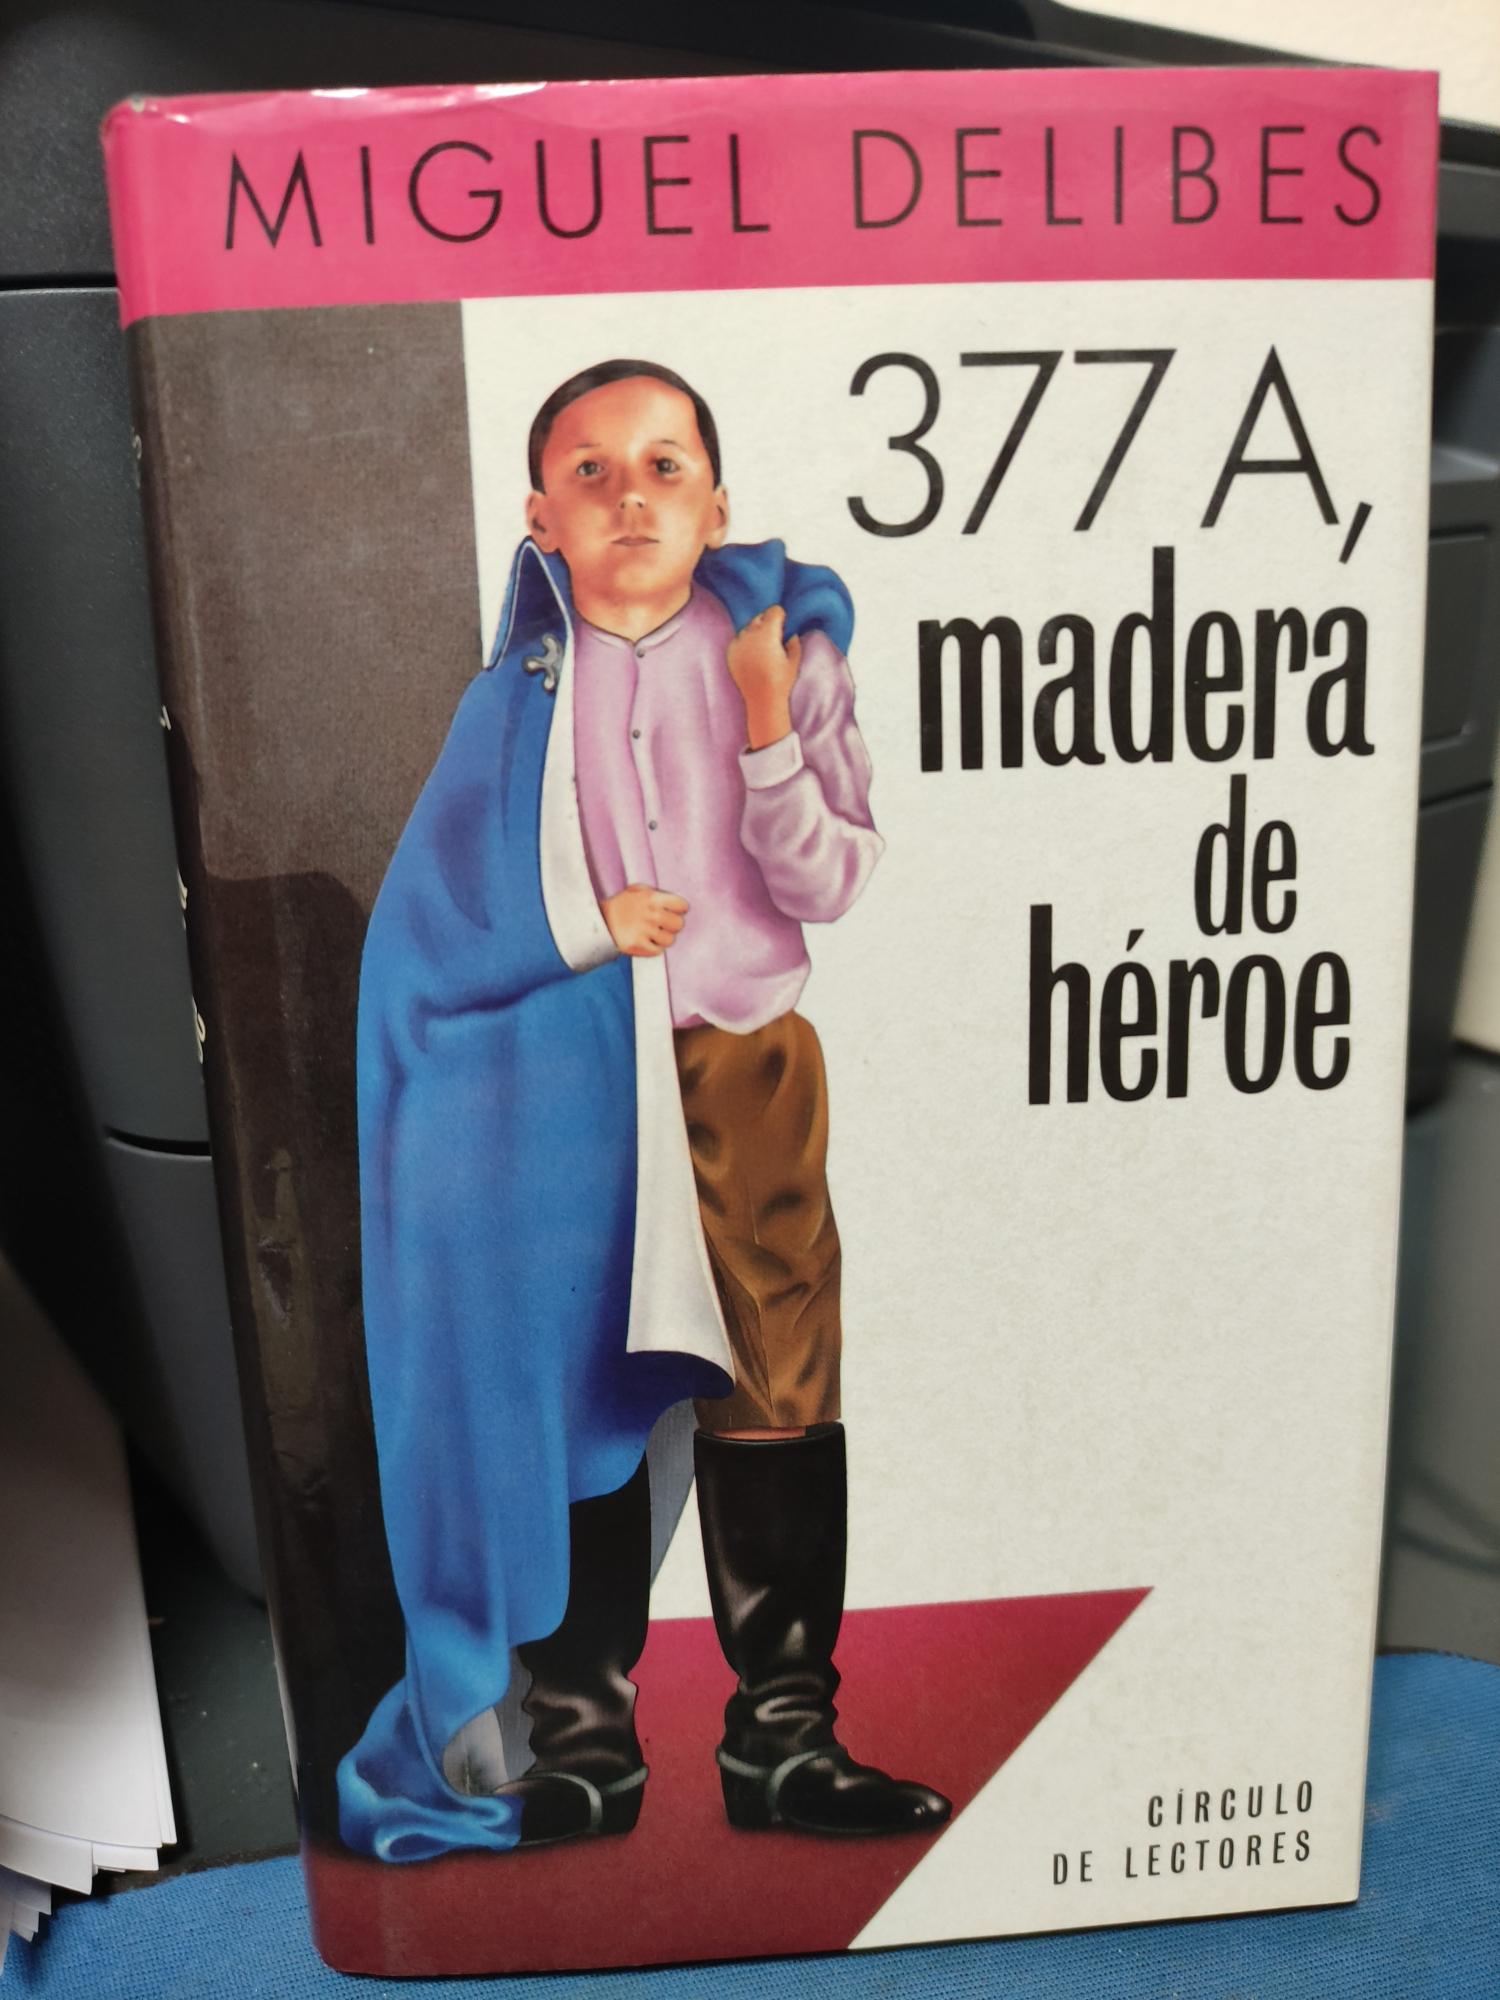 MIGUEL DELIBES
377 A,
madera
de
héroe
CÍRCULO
DE LECTORES